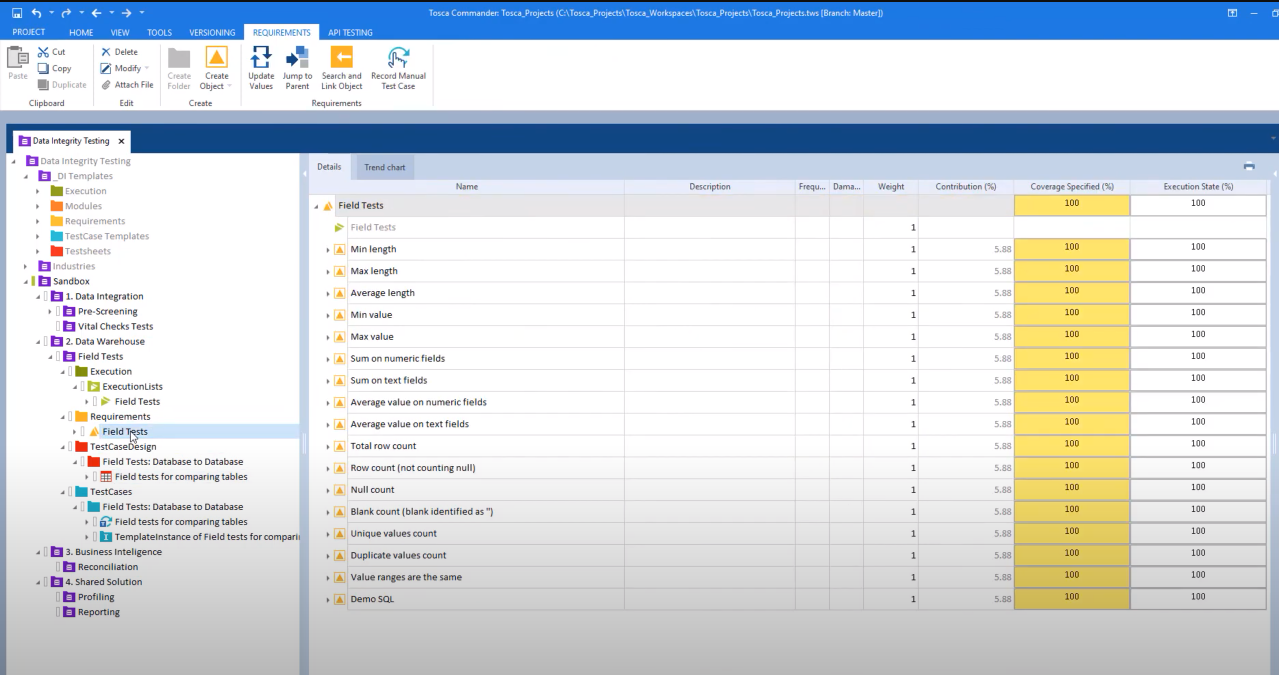 Tosca Commander: Tosca_Projects (C:\Tosca_Projects\Tosca_Workspaces\Tosca_Projects\Tosca_Projects.tws [Branch: Master])
PROJECT HOME VIEW TOOLS VERSIONING REQUIREMENTS API TESTING
Paste
Cut
Copy
Duplicate
Clipboard
Delete
Modify
Attach File
Edit
Create Folder
Create Object
Create
Update Values
Jump to Parent
Search and Link Object
Record Manual Test Case
Requirements
Data Integrity Testing
Data Integrity Testing
_DI Templates
Execution
Modules
Requirements
TestCase Templates
Testsheets
Industries
Sandbox
1. Data Integration
Pre-Screening
Vital Checks Tests
2. Data Warehouse
Field Tests
Execution
ExecutionLists
Field Tests
Requirements
Field Tests
TestCaseDesign
Field Tests: Database to Database
Field tests for comparing tables
TestCases
Field Tests: Database to Database
Field tests for comparing tables
TemplateInstance of Field tests for compari
3. Business Inteligence
Reconciliation
4. Shared Solution
Profiling
Reporting
Details Trend chart
Name Description Frequ... Dama... Weight Contribution (%) Coverage Specified (%) Execution State (%)
Field Tests 100 100
Field Tests 1
Min length 1 5.88 100 100
Max length 1 5.88 100 100
Average length 1 5.88 100 100
Min value 1 5.88 100 100
Max value 1 5.88 100 100
Sum on numeric fields 1 5.88 100 100
Sum on text fields 1 5.88 100 100
Average value on numeric fields 1 5.88 100 100
Average value on text fields 1 5.88 100 100
Total row count 1 5.88 100 100
Row count (not counting null) 1 5.88 100 100
Null count 1 5.88 100 100
Blank count (blank identified as '') 1 5.88 100 100
Unique values count 1 5.88 100 100
Duplicate values count 1 5.88 100 100
Value ranges are the same 1 5.88 100 100
Demo SQL 1 5.88 100 100